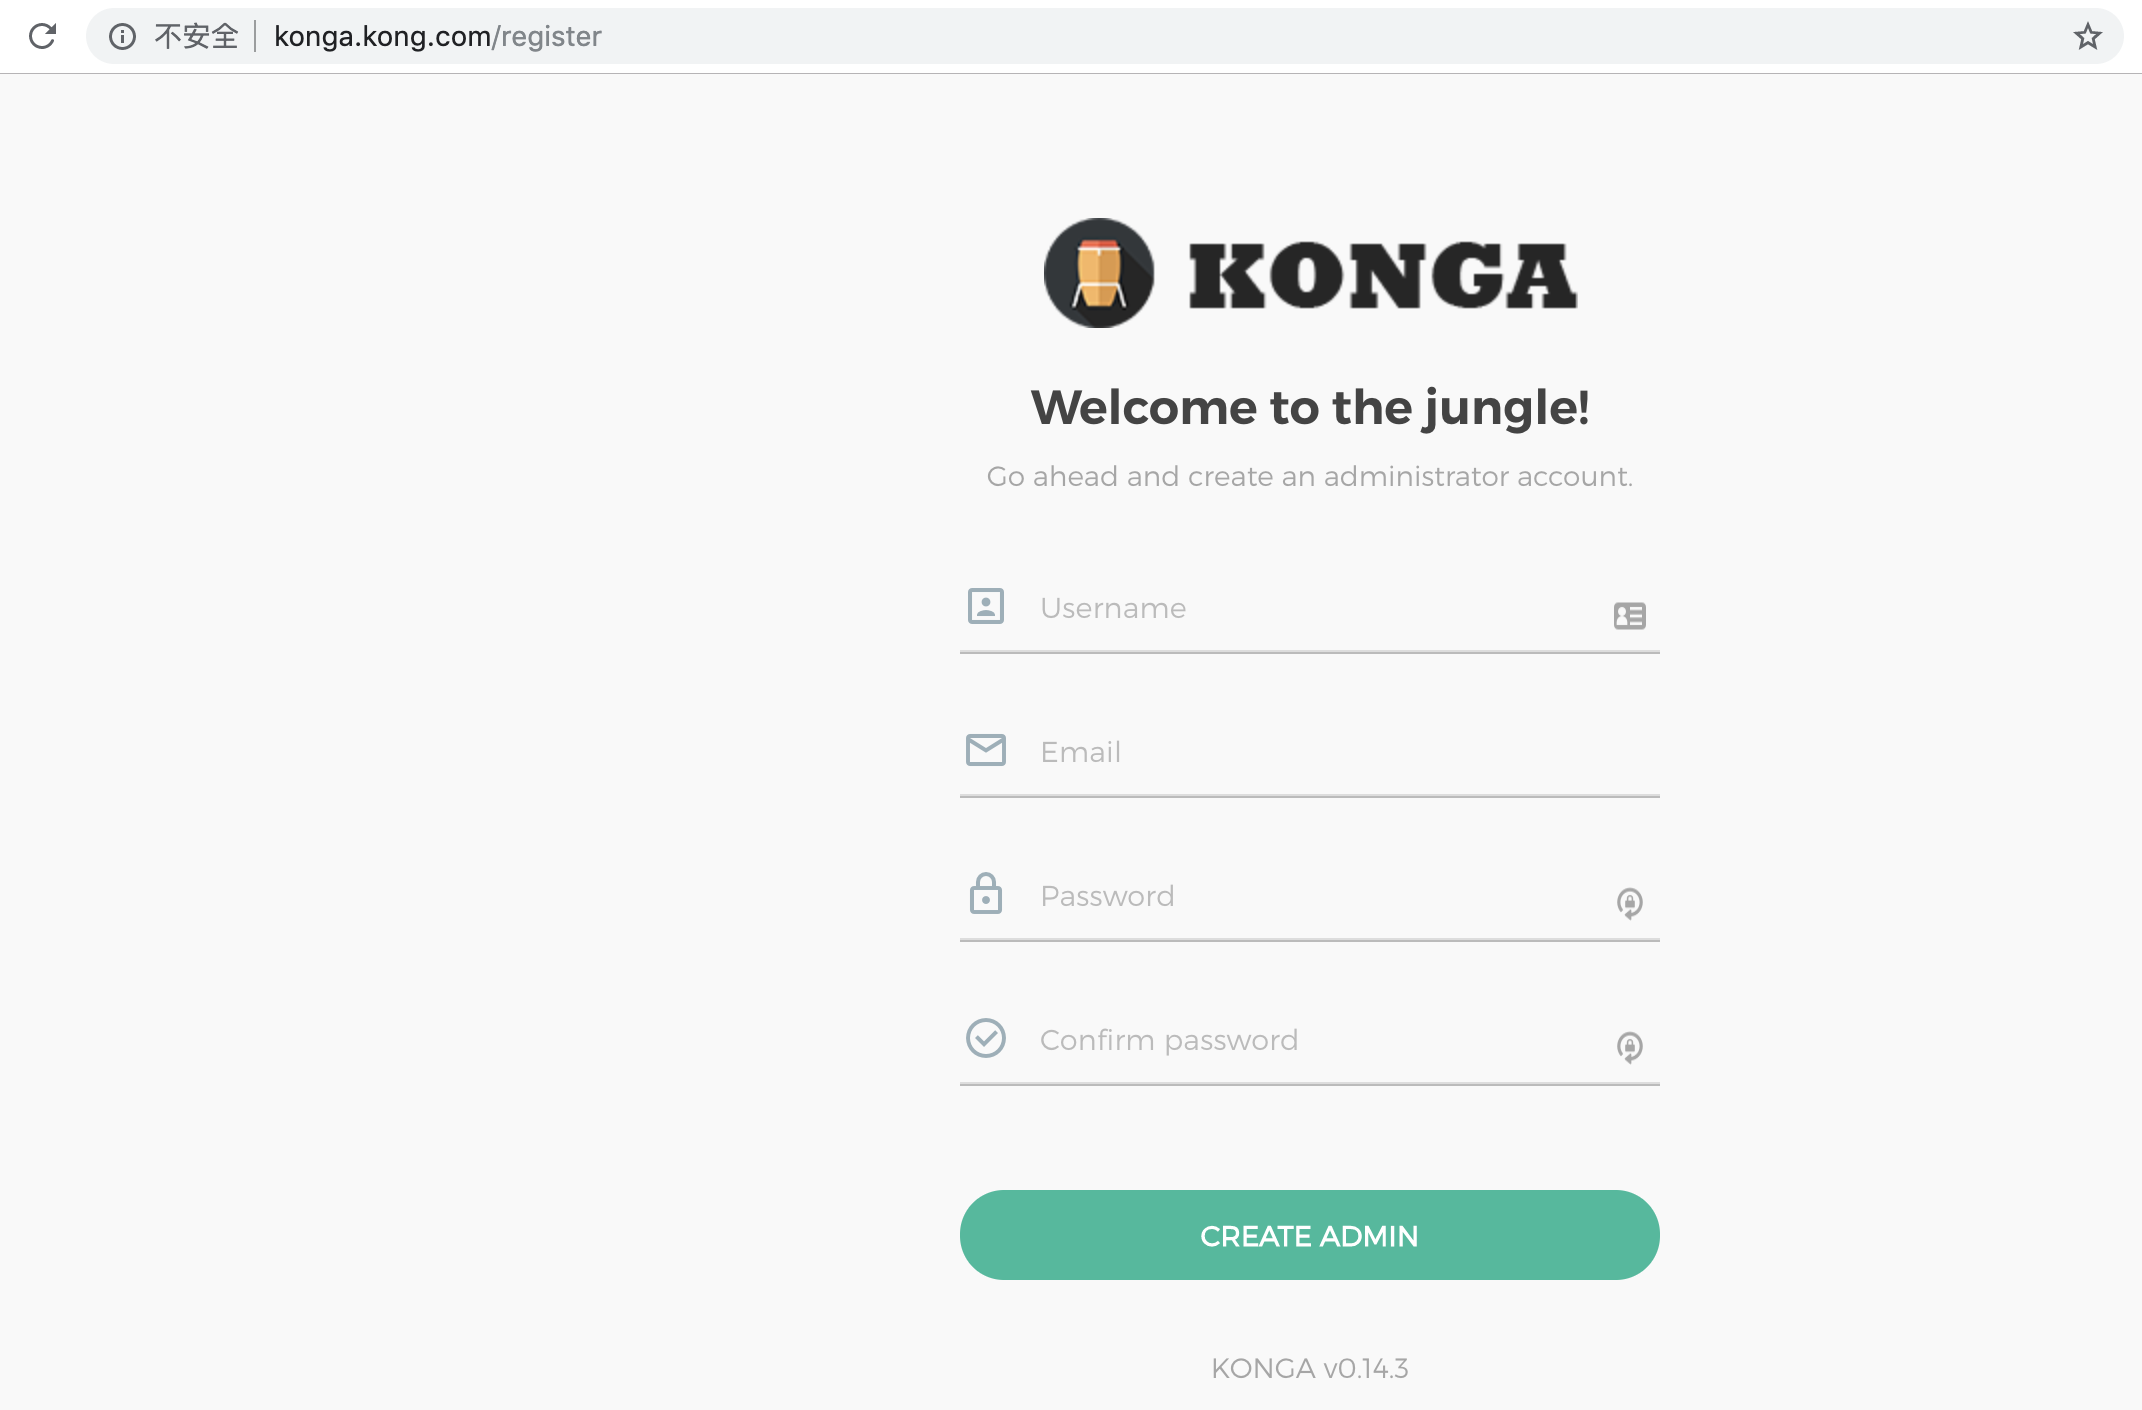 不安全 konga.kong.com/register
KONGA
Welcome to the jungle!
Go ahead and create an administrator account.
Username
Email
Password
Confirm password
CREATE ADMIN
KONGA v0.14.3